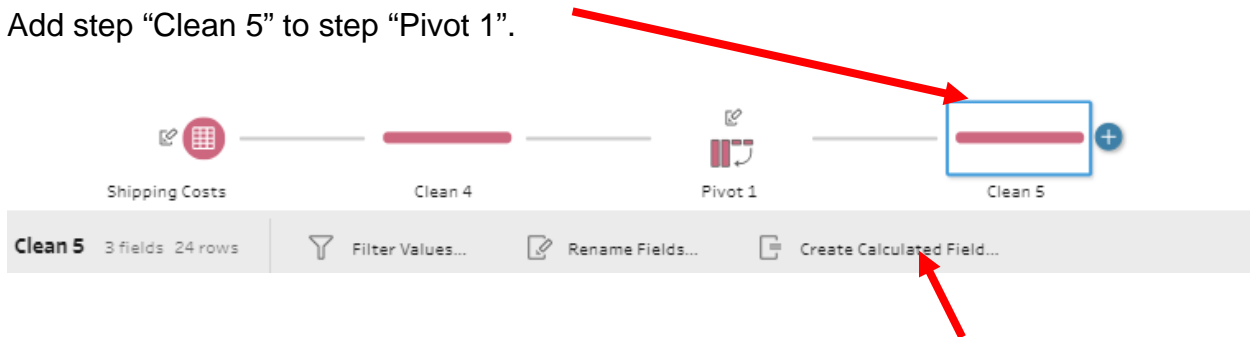 Add step “Clean 5” to step “Pivot 1”.
Shipping Costs Clean 4 Pivot 1 Clean 5
Clean 5 3 fields 24 rows Filter Values... Rename Fields... Create Calculated Field...